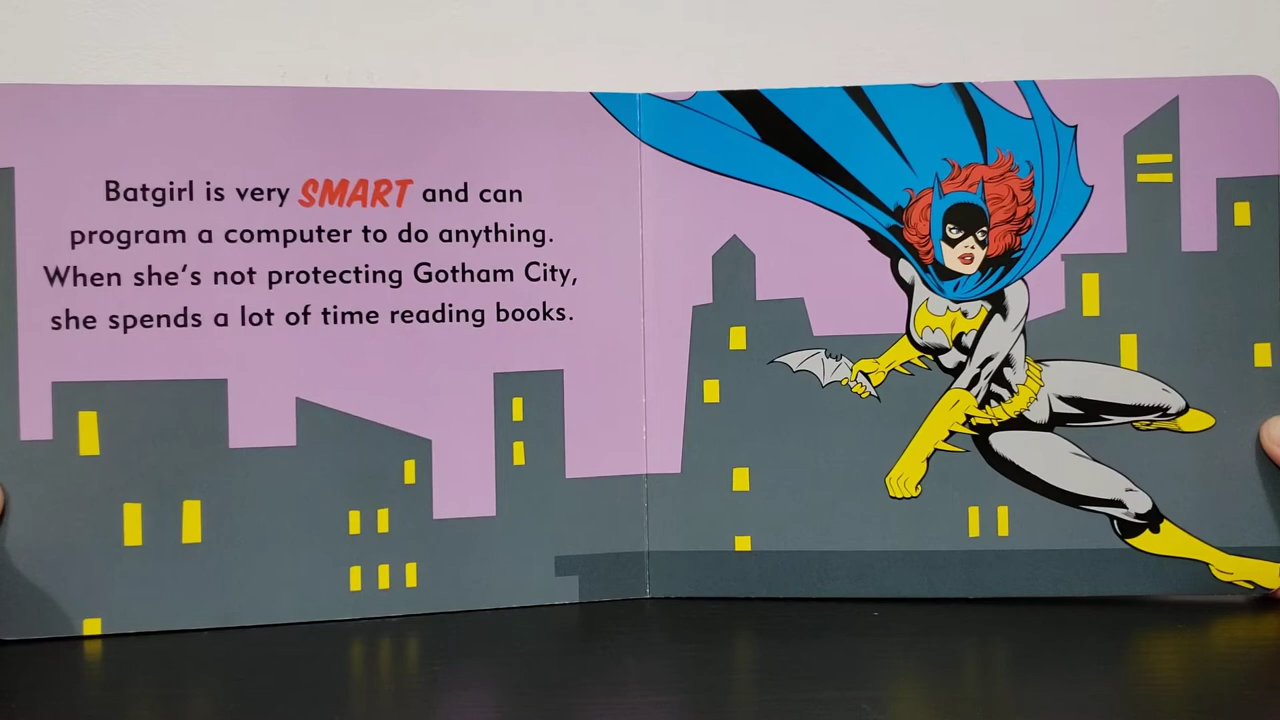 Batgirl is very SMART and can
program a computer to do anything.
When she's not protecting Gotham City,
she spends a lot of time reading books.